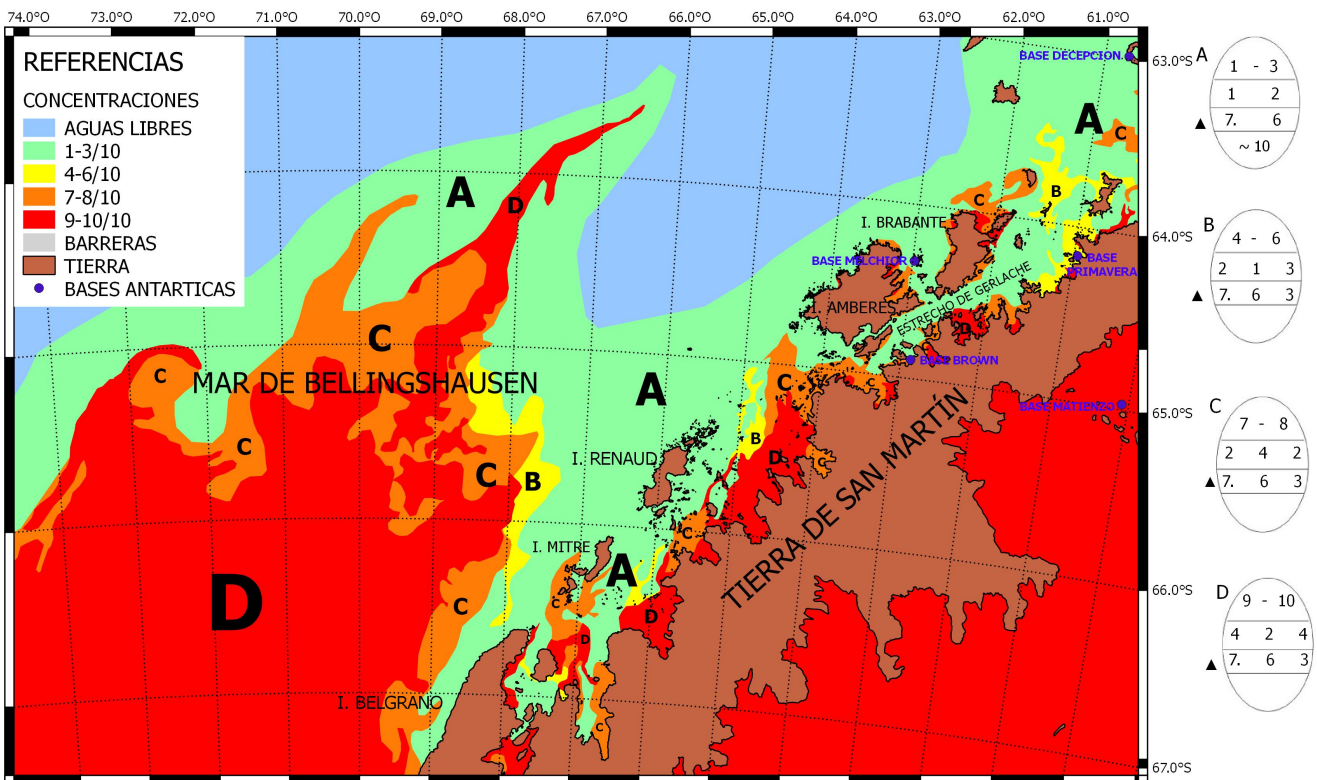 74.0°O 73.0°O 72.0°O 71.0°O 70.0°O 69.0°O 68.0°O 67.0°O 66.0°O 65.0°O 64.0°O 63.0°O 62.0°O 61.0°O
REFERENCIAS
CONCENTRACIONES
AGUAS LIBRES
1-3/10
4-6/10
7-8/10
9-10/10
BARRERAS
TIERRA
BASES ANTARTICAS
BASE DECEPCION
63.0°S
A
C
A
D
B
C
I. BRABANTE
64.0°S
BASE MELCHIOR
BASE
PRIMAVERA
I. AMBERES
ESTRECHO DE GERLACHE
D
C
C
BASE BROWN
C
MAR DE BELLINGSHAUSEN
A
C
C
BASE MATIENZO
65.0°S
C
B
I. RENAUD
D
C
C
B
A
C
I. MITRE
A
66.0°S
D
C
C
D
D
TIERRA DE SAN MARTÍN
I. BELGRANO
D
C
67.0°S
A
1 - 3
1 2
7. 6
~ 10
B
4 - 6
2 1 3
7. 6 3
C
7 - 8
2 4 2
7. 6 3
D
9 - 10
4 2 4
7. 6 3